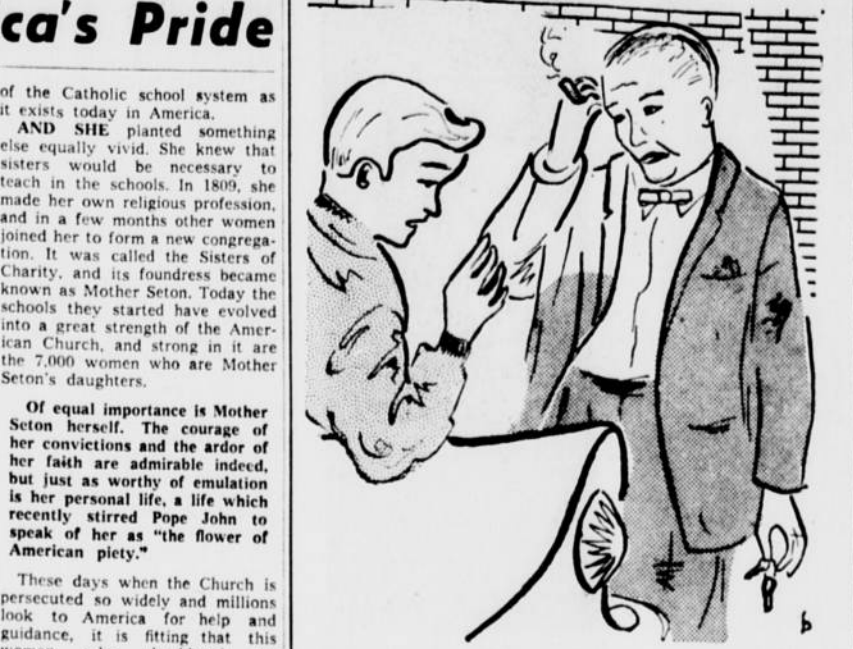 ca's Pride
of the Catholic school system as
it exists today in America.
AND SHE planted something
else equally vivid. She knew that
sisters would be necessary to
teach in the schools. In 1809, she
made her own religious profession,
and in a few months other women
joined her to form a new congrega-
tion. It was called the Sisters of
Charity, and its foundress became
known as Mother Seton. Today the
schools they started have evolved
into a great strength of the Amer-
ican Church, and strong in it are
the 7,000 women who are Mother
Seton's daughters.
Of equal importance is Mother
Seton herself. The courage of
her convictions and the ardor of
her faith are admirable indeed,
but just as worthy of emulation
is her personal life, a life which
recently stirred Pope John to
speak of her as "the flower of
American piety."
These days when the Church is
persecuted so widely and millions
look to America for help and
guidance, it is fitting that this
b